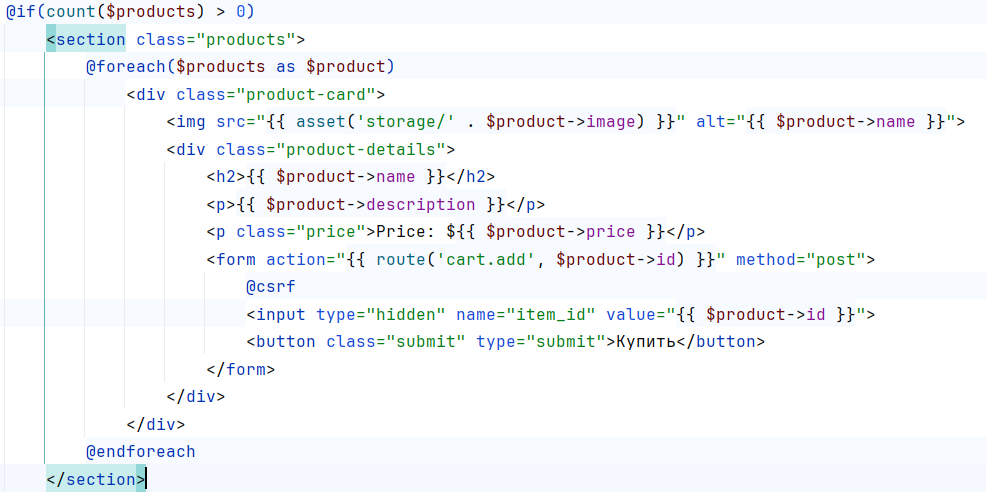 @if(count($products) > 0)
<section class="products">
@foreach($products as $product)
<div class="product-card">
<img src="{{ asset('storage/' . $product->image) }}" alt="{{ $product->name }}">
<div class="product-details">
<h2>{{ $product->name }}</h2>
<p>{{ $product->description }}</p>
<p class="price">Price: ${{ $product->price }}</p>
<form action="{{ route('cart.add', $product->id) }}" method="post">
@csrf
<input type="hidden" name="item_id" value="{{ $product->id }}">
<button class="submit" type="submit">Купить</button>
</form>
</div>
</div>
@endforeach
</section>